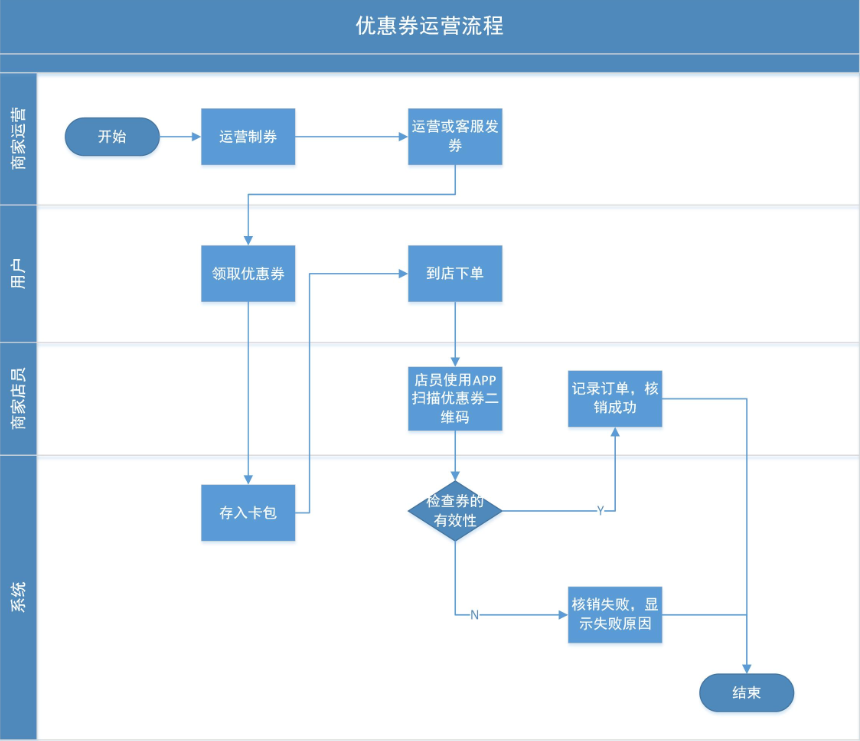 优惠券运营流程
商家运营
开始
运营制券
运营或客服发
券
用户
领取优惠券
到店下单
商家店员
店员使用APP
扫描优惠券二
维码
记录订单，核
销成功
系统
存入卡包
检查券的
有效性
Y
N
核销失败，显
示失败原因
结束